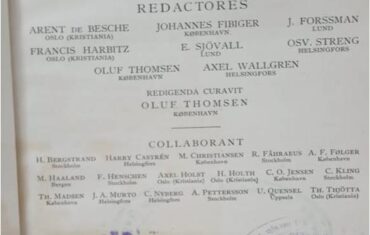 REDACTORES
ARENT DE BESCHE JOHANNES FIBIGER J. FORSSMAN
OSLO (KRISTIANIA) KØBENHAVN LUND
FRANCIS HARBITZ E. SJÖVALL OSV. STRENG
OSLO (KRISTIANIA) LUND HELSINGFORS
OLUF THOMSEN AXEL WALLGREN
KØBENHAVN HELSINGFORS
REDIGENDA CURAVIT
OLUF THOMSEN
KØBENHAVN
COLLABORANT
H. BERGSTRAND HARRY CASTRÉN M. CHRISTIANSEN R. FÅHRAEUS A. F. FØLGER
Stockholm Helsingfors København Stockholm København
M. HAALAND F. HENSCHEN AXEL HOLST H. HOLTH C. O. JENSEN C. KLING
Bergen Stockholm Oslo (Kristiania) Oslo (Kristiania) København Stockholm
TH. MADSEN J. A. MURTO C. NYBERG A. PETTERSSON U. QUENSEL TH. THJØTTA
København Helsingfors Helsingfors Stockholm Uppsala Oslo (Kristiania)